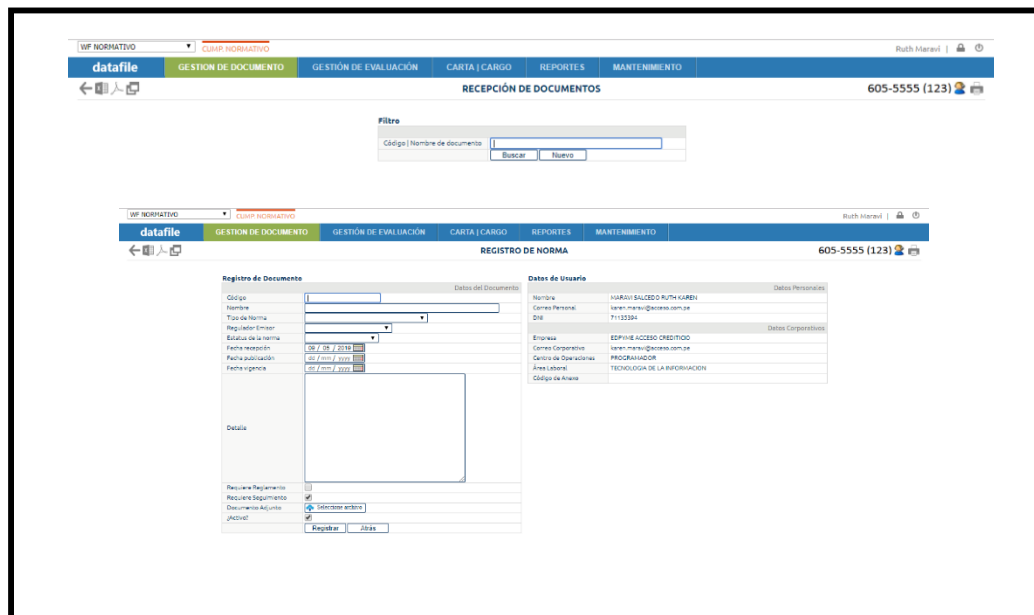 WF NORMATIVO CUMP. NORMATIVO Ruth Maravi |
datafile GESTION DE DOCUMENTO GESTIÓN DE EVALUACIÓN CARTA | CARGO REPORTES MANTENIMIENTO
RECEPCIÓN DE DOCUMENTOS 605-5555 (123)
Filtro
Código | Nombre de documento
Buscar Nuevo
WF NORMATIVO CUMP. NORMATIVO Ruth Maravi |
datafile GESTION DE DOCUMENTO GESTIÓN DE EVALUACIÓN CARTA | CARGO REPORTES MANTENIMIENTO
REGISTRO DE NORMA 605-5555 (123)
Registro de Documento
Datos del Documento
Código
Nombre
Tipo de Norma
Regulador Emisor
Estatus de la norma
Fecha recepción 09 / 05 / 2019
Fecha publicación dd / mm / yyyy
Fecha vigencia dd / mm / yyyy
Detalle
Requiere Reglamento
Requiere Seguimiento
Documento Adjunto Seleccione archivo
¿Activo?
Registrar Atrás
Datos de Usuario
Datos Personales
Nombre MARAVI SALCEDO RUTH KAREN
Correo Personal karen.maravi@acceso.com.pe
DNI 71135394
Datos Corporativos
Empresa EDPYME ACCESO CREDITICIO
Correo Corporativo karen.maravi@acceso.com.pe
Centro de Operaciones PROGRAMADOR
Área Laboral TECNOLOGIA DE LA INFORMACION
Código de Anexo